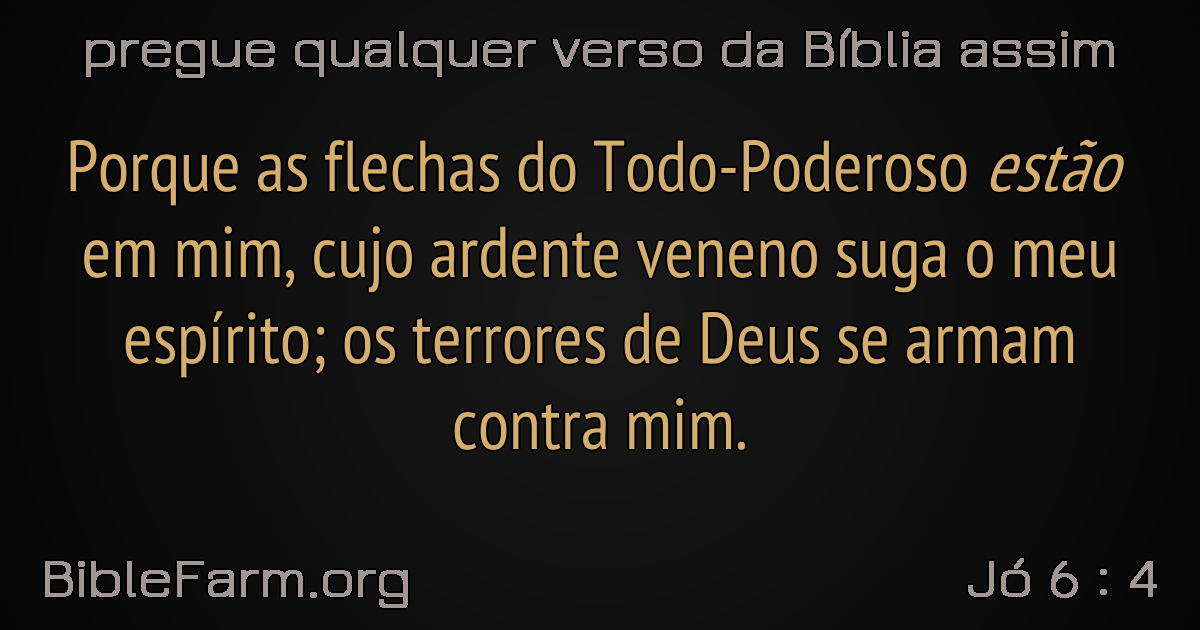 pregue qualquer verso da Bíblia assim
Porque as flechas do Todo-Poderoso estão
em mim, cujo ardente veneno suga o meu
espírito; os terrores de Deus se armam
contra mim.
BibleFarm.org
Jó 6 : 4